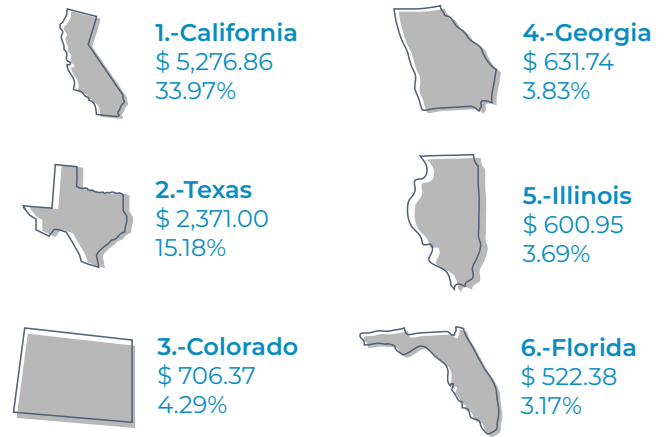 1.-California
$ 5,276.86
33.97%
2.-Texas
$ 2,371.00
15.18%
3.-Colorado
$ 706.37
4.29%
4.-Georgia
$ 631.74
3.83%
5.-Illinois
$ 600.95
3.69%
6.-Florida
$ 522.38
3.17%